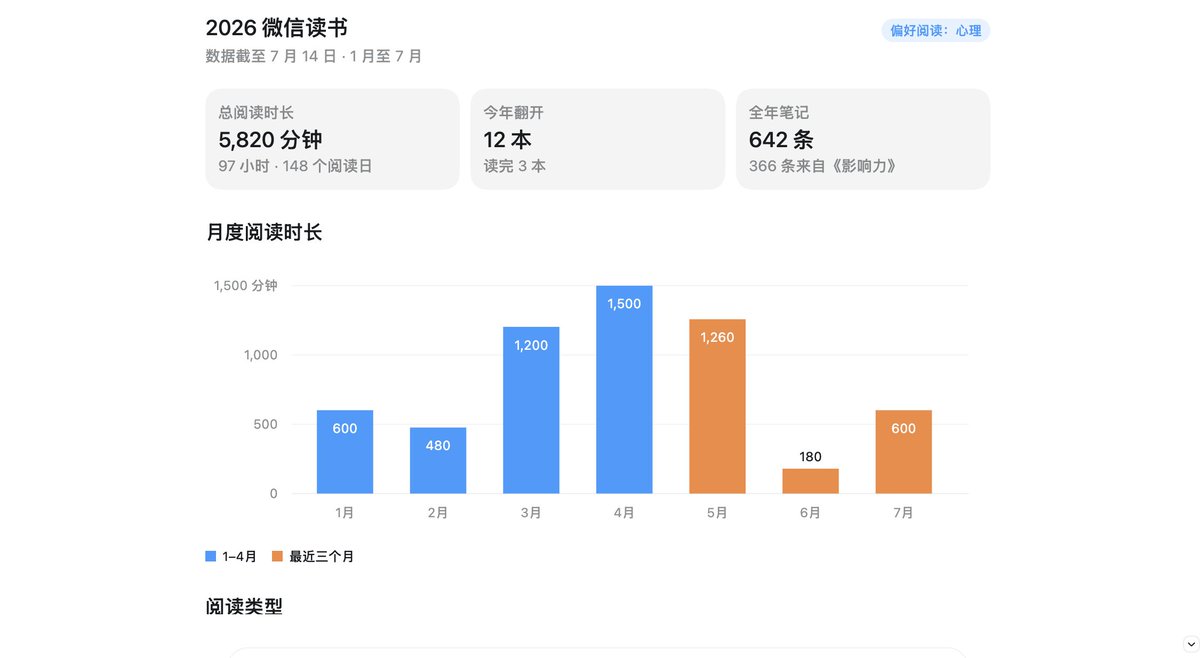 2026 微信读书
偏好阅读：心理
数据截至 7 月 14 日 · 1 月至 7 月
总阅读时长
5,820 分钟
97 小时 · 148 个阅读日
今年翻开
12 本
读完 3 本
全年笔记
642 条
366 条来自《影响力》
月度阅读时长
1,500 分钟
1,000
500
0
600
480
1,200
1,500
1,260
180
600
1月
2月
3月
4月
5月
6月
7月
1–4月
最近三个月
阅读类型